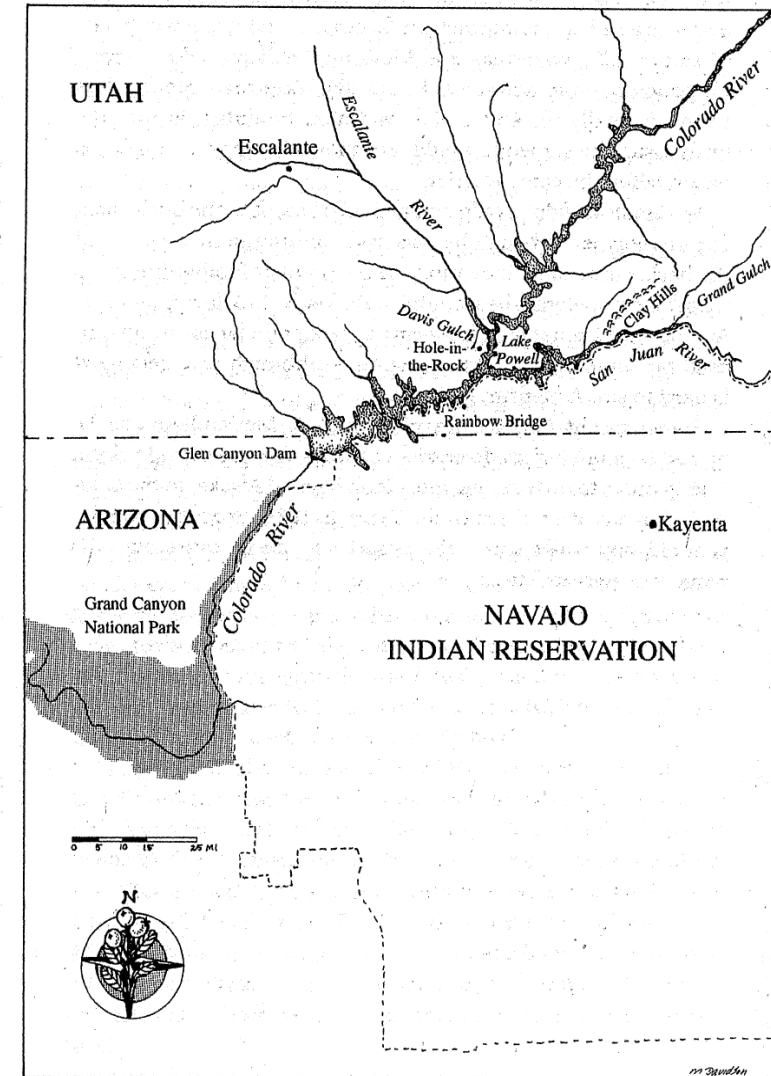 UTAH
Escalante
Escalante
River
Colorado River
Grand Gulch
Clay Hills
Davis Gulch
Hole-in-
the-Rock
Lake
Powell
San Juan River
Rainbow Bridge
Glen Canyon Dam
ARIZONA
Colorado River
Kayenta
Grand Canyon
National Park
NAVAJO
INDIAN RESERVATION
0 5 10 15 25 MI
N
M Davidson